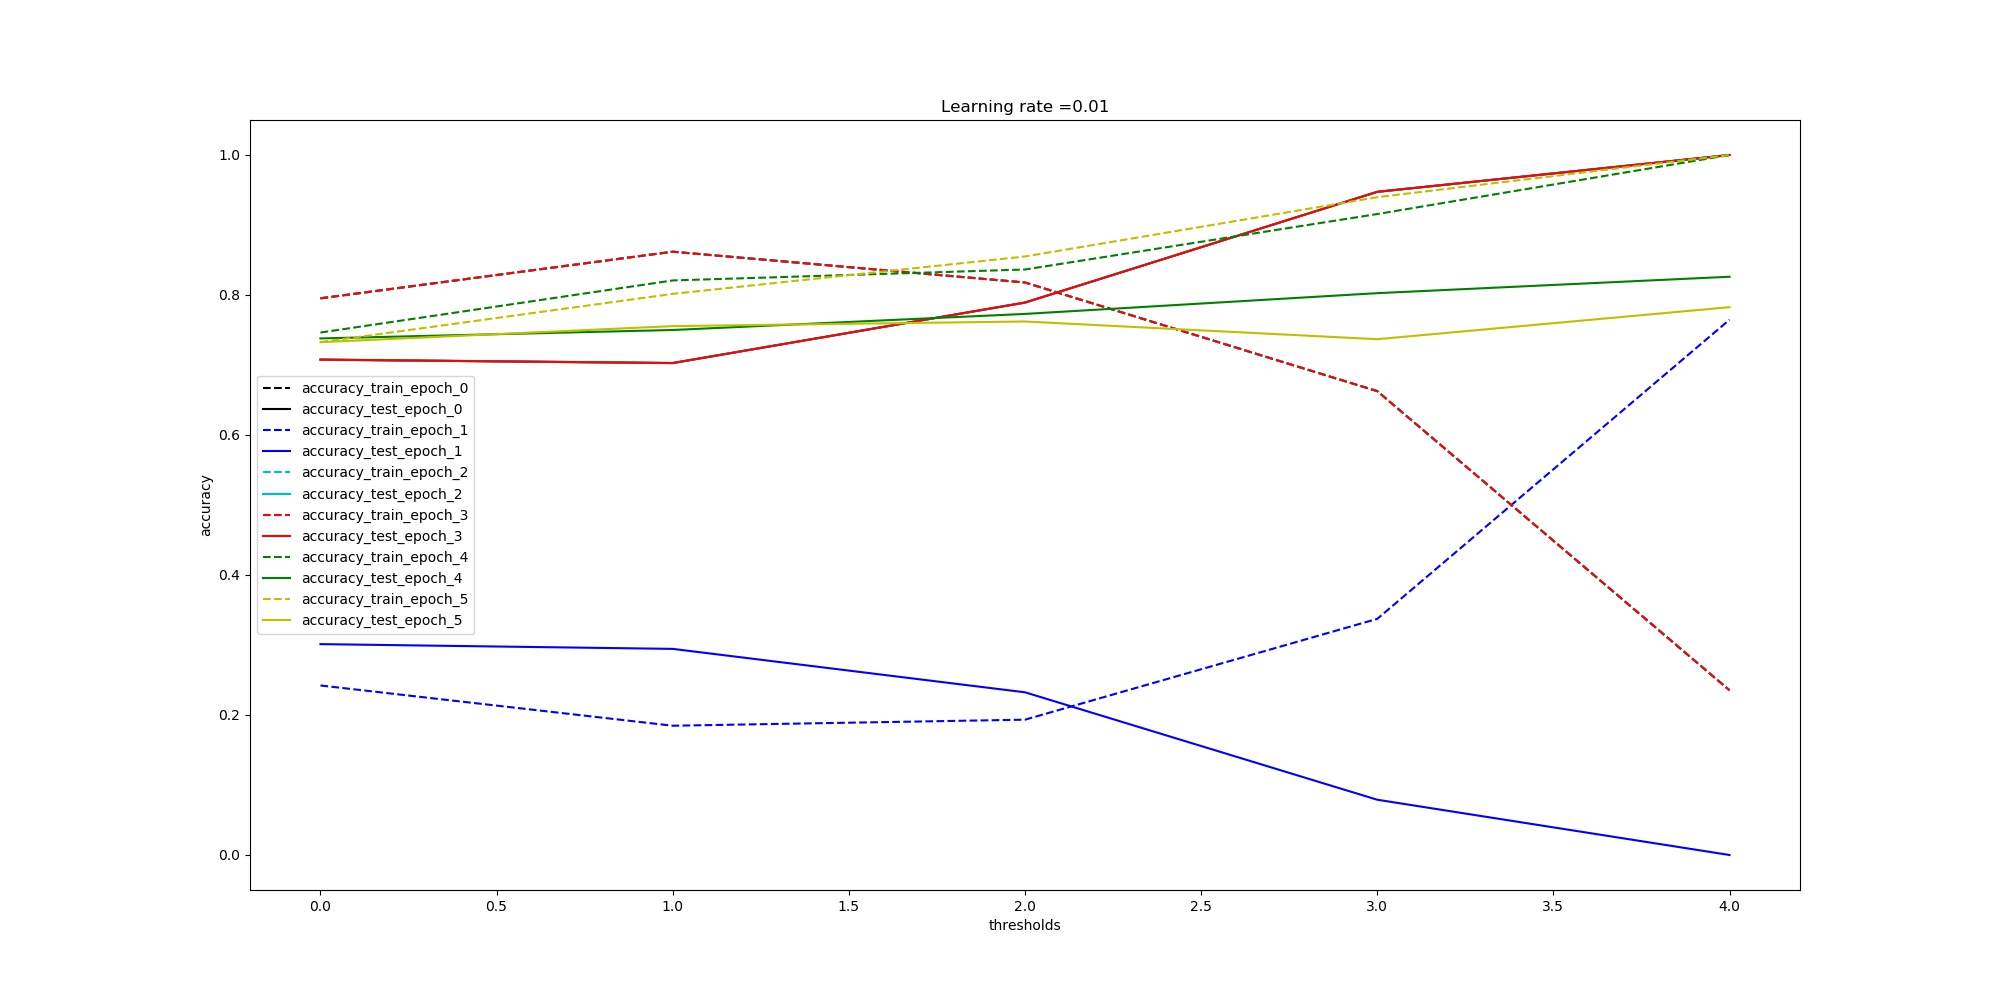 Learning rate =0.01
1.0
0.8
0.6
0.4
0.2
0.0
accuracy
accuracy_train_epoch_0
accuracy_test_epoch_0
accuracy_train_epoch_1
accuracy_test_epoch_1
accuracy_train_epoch_2
accuracy_test_epoch_2
accuracy_train_epoch_3
accuracy_test_epoch_3
accuracy_train_epoch_4
accuracy_test_epoch_4
accuracy_train_epoch_5
accuracy_test_epoch_5
0.0 0.5 1.0 1.5 2.0 2.5 3.0 3.5 4.0
thresholds